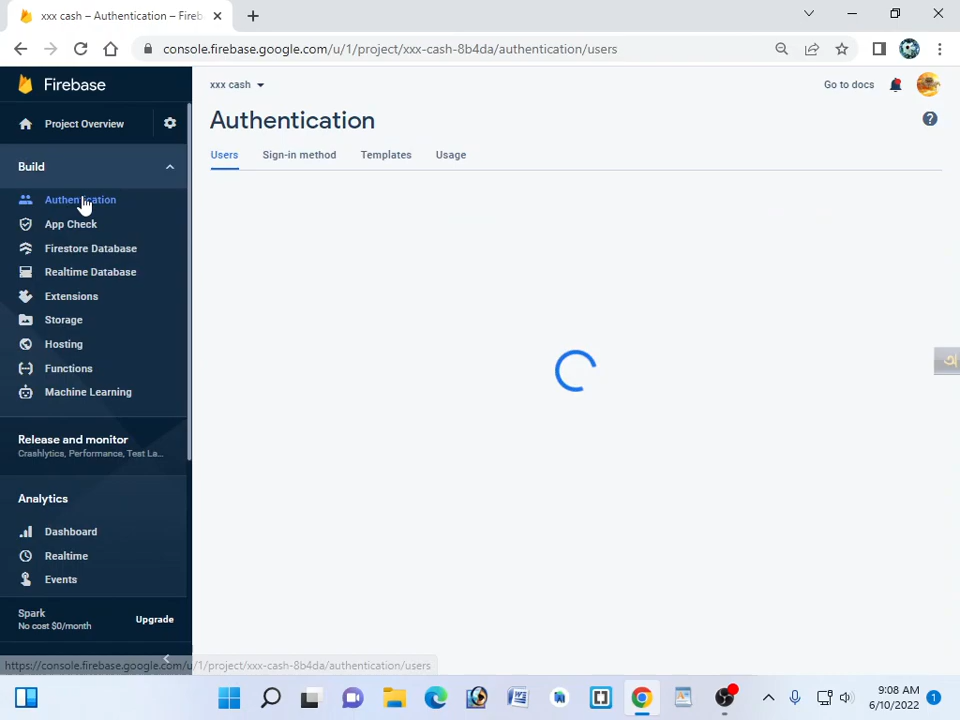 xxx cash – Authentication – Fireb
console.firebase.google.com/u/1/project/xxx-cash-8b4da/authentication/users
Firebase
xxx cash
Go to docs
Project Overview
Authentication
Build
Users
Sign-in method
Templates
Usage
Authentication
App Check
Firestore Database
Realtime Database
Extensions
Storage
Hosting
Functions
Machine Learning
அ
Release and monitor
Crashlytics, Performance, Test La...
Analytics
Dashboard
Realtime
Events
Spark
No cost $0/month
Upgrade
https://console.firebase.google.com/u/1/project/xxx-cash-8b4da/authentication/users
9:08 AM
6/10/2022
1